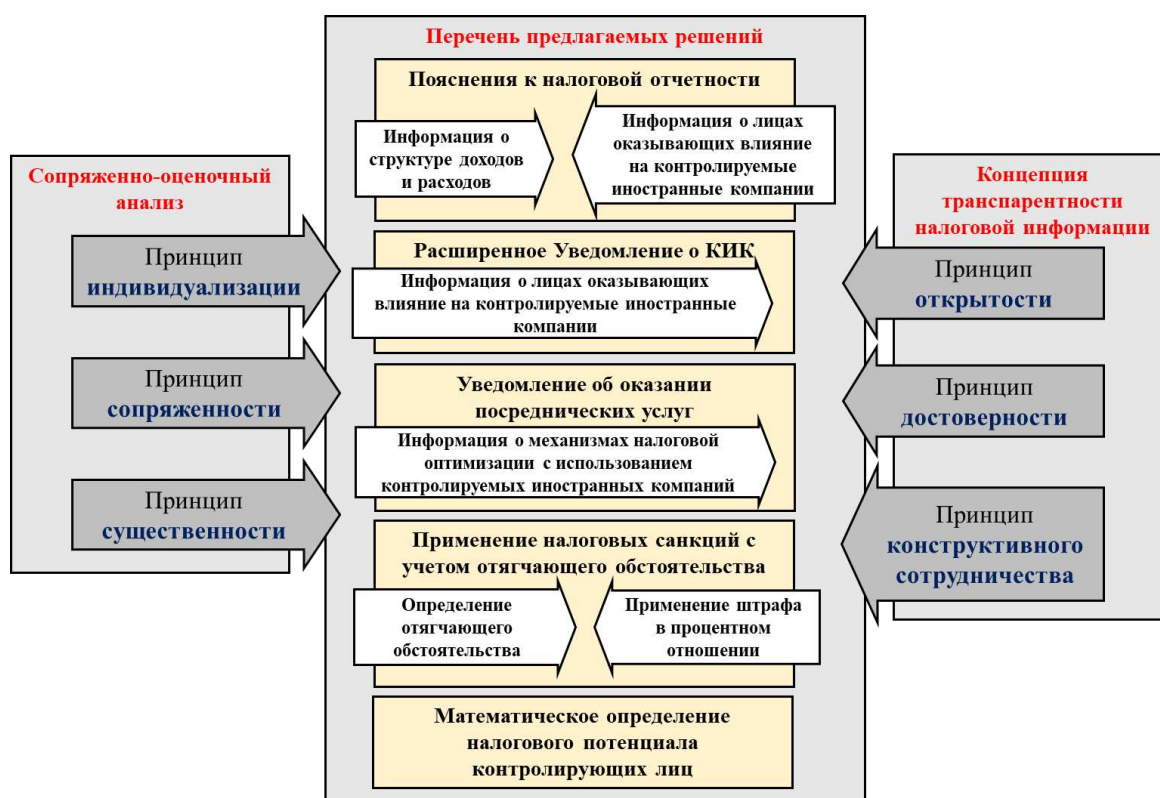 Перечень предлагаемых решений
Пояснения к налоговой отчетности
Информация о
структуре доходов
и расходов
Информация о лицах
оказывающих влияние
на контролируемые
иностранные компании
Сопряженно-оценочный
анализ
Принцип
индивидуализации
Принцип
сопряженности
Принцип
существенности
Расширенное Уведомление о КИК
Информация о лицах оказывающих
влияние на контролируемые иностранные
компании
Уведомление об оказании
посреднических услуг
Информация о механизмах налоговой
оптимизации с использованием
контролируемых иностранных компаний
Применение налоговых санкций с
учетом отягчающего обстоятельства
Определение
отягчающего
обстоятельства
Применение штрафа
в процентном
отношении
Математическое определение
налогового потенциала
контролирующих лиц
Концепция
транспарентности
налоговой информации
Принцип
открытости
Принцип
достоверности
Принцип
конструктивного
сотрудничества